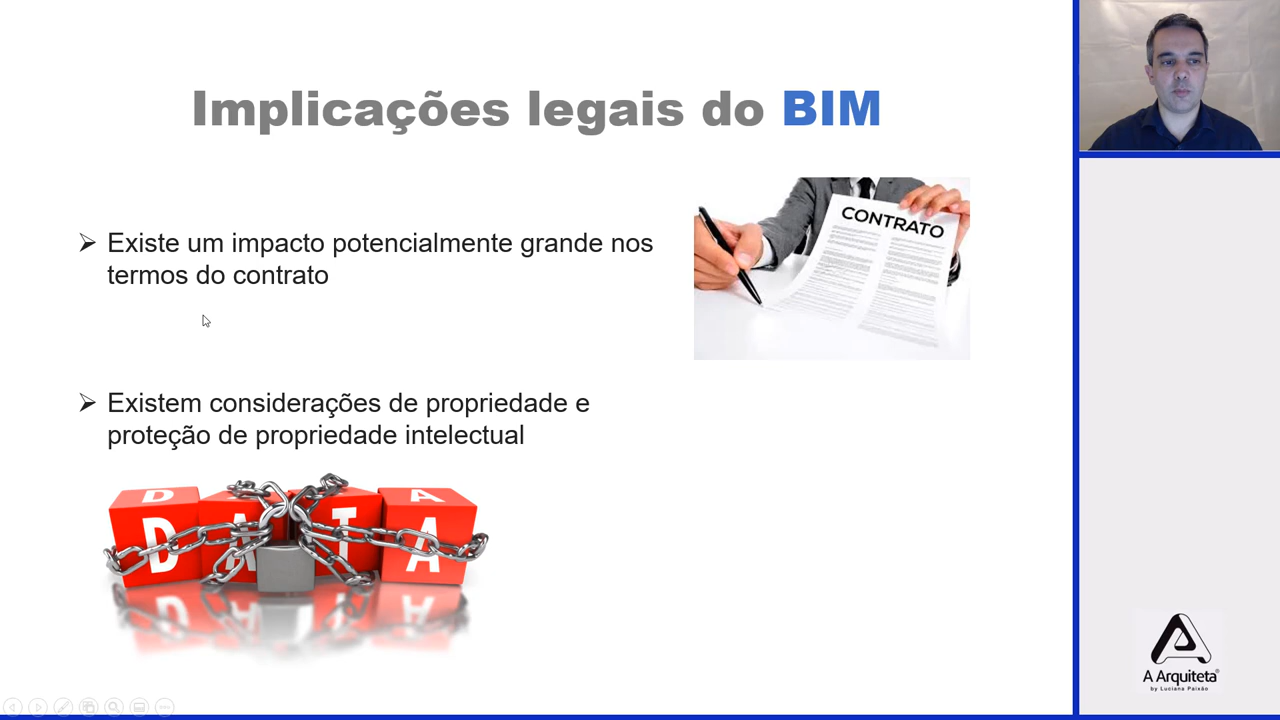 Implicações legais do BIM
➢ Existe um impacto potencialmente grande nos
termos do contrato
CONTRATO
➢ Existem considerações de propriedade e
proteção de propriedade intelectual
D A A
D A T A
A Arquiteta®
by Luciana Paixão